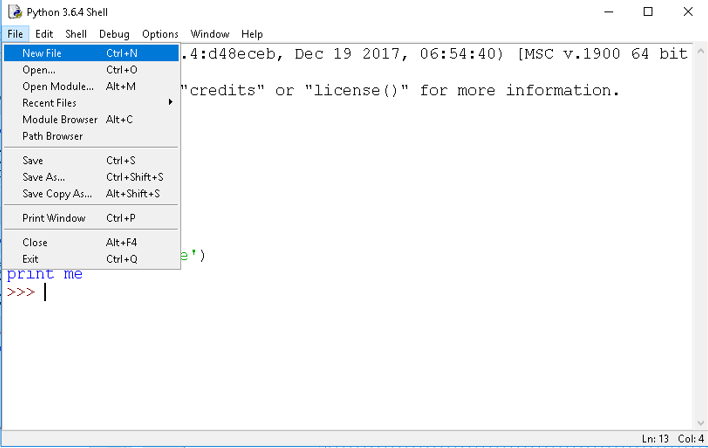 Python 3.6.4 Shell
File Edit Shell Debug Options Window Help
New File Ctrl+N
.4:d48eceb, Dec 19 2017, 06:54:40) [MSC v.1900 64 bit
Open... Ctrl+O
Open Module... Alt+M
"credits" or "license()" for more information.
Recent Files
Module Browser Alt+C
Path Browser
Save Ctrl+S
Save As... Ctrl+Shift+S
Save Copy As... Alt+Shift+S
Print Window Ctrl+P
Close Alt+F4
Exit Ctrl+Q
e')
print me
>>>
Ln: 13 Col: 4